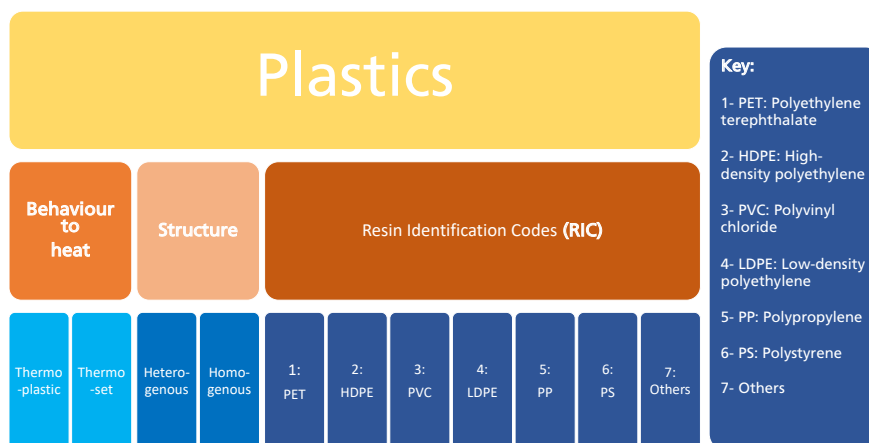 Plastics
Behaviour
to
heat
Structure
Resin Identification Codes (RIC)
Thermo
-plastic
Thermo
-set
Hetero-
genous
Homo-
genous
1:
PET
2:
HDPE
3:
PVC
4:
LDPE
5:
PP
6:
PS
7:
Others
Key:
1- PET: Polyethylene
terephthalate
2- HDPE: High-
density polyethylene
3- PVC: Polyvinyl
chloride
4- LDPE: Low-density
polyethylene
5- PP: Polypropylene
6- PS: Polystyrene
7- Others